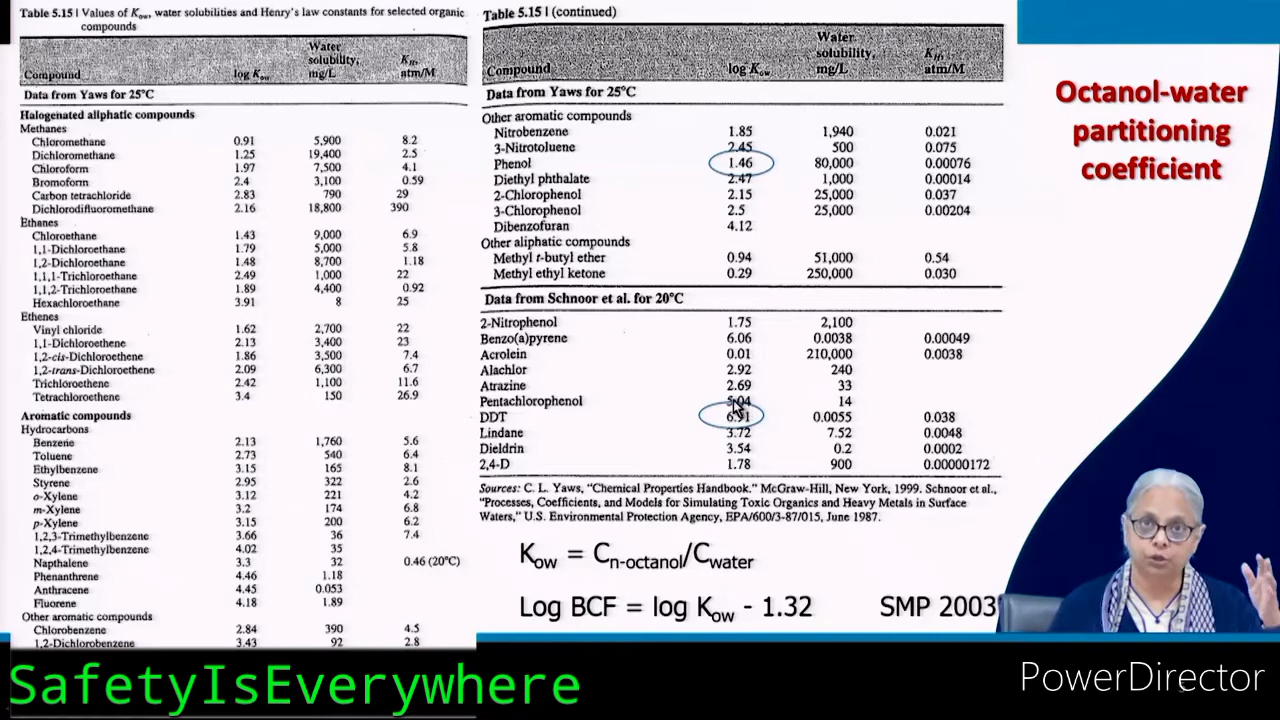 Table 5.15 | Values of Kow, water solubilities and Henry's law constants for selected organic
compounds
Compound log Kow Water solubility, mg/L KH, atm/M
Data from Yaws for 25°C
Halogenated aliphatic compounds
Methanes
Chloromethane 0.91 5,900 8.2
Dichloromethane 1.25 19,400 2.5
Chloroform 1.97 7,500 4.1
Bromoform 2.4 3,100 0.59
Carbon tetrachloride 2.83 790 29
Dichlorodifluoromethane 2.16 18,800 390
Ethanes
Chloroethane 1.43 9,000 6.9
1,1-Dichloroethane 1.79 5,000 5.8
1,2-Dichloroethane 1.48 8,700 1.18
1,1,1-Trichloroethane 2.49 1,000 22
1,1,2-Trichloroethane 1.89 4,400 0.92
Hexachloroethane 3.91 8 25
Ethenes
Vinyl chloride 1.62 2,700 22
1,1-Dichloroethene 2.13 3,400 23
1,2-cis-Dichloroethene 1.86 3,500 7.4
1,2-trans-Dichloroethene 2.09 6,300 6.7
Trichloroethene 2.42 1,100 11.6
Tetrachloroethene 3.4 150 26.9
Aromatic compounds
Hydrocarbons
Benzene 2.13 1,760 5.6
Toluene 2.73 540 6.4
Ethylbenzene 3.15 165 8.1
Styrene 2.95 322 2.6
o-Xylene 3.12 221 4.2
m-Xylene 3.2 174 6.8
p-Xylene 3.15 200 6.2
1,2,3-Trimethylbenzene 3.66 36 7.4
1,2,4-Trimethylbenzene 4.02 35
Napthalene 3.3 32 0.46 (20°C)
Phenanthrene 4.46 1.18
Anthracene 4.45 0.053
Fluorene 4.18 1.89
Other aromatic compounds
Chlorobenzene 2.84 390 4.5
1,2-Dichlorobenzene 3.43 92 2.8
Table 5.15 | (continued)
Compound log Kow Water solubility, mg/L KH, atm/M
Data from Yaws for 25°C
Other aromatic compounds
Nitrobenzene 1.85 1,940 0.021
3-Nitrotoluene 2.45 500 0.075
Phenol 1.46 80,000 0.00076
Diethyl phthalate 2.47 1,000 0.00014
2-Chlorophenol 2.15 25,000 0.037
3-Chlorophenol 2.5 25,000 0.00204
Dibenzofuran 4.12
Other aliphatic compounds
Methyl t-butyl ether 0.94 51,000 0.54
Methyl ethyl ketone 0.29 250,000 0.030
Data from Schnoor et al. for 20°C
2-Nitrophenol 1.75 2,100
Benzo(a)pyrene 6.06 0.0038 0.00049
Acrolein 0.01 210,000 0.0038
Alachlor 2.92 240
Atrazine 2.69 33
Pentachlorophenol 5.04 14
DDT 6.91 0.0055 0.038
Lindane 3.72 7.52 0.0048
Dieldrin 3.54 0.2 0.0002
2,4-D 1.78 900 0.00000172
Sources: C. L. Yaws, "Chemical Properties Handbook." McGraw-Hill, New York, 1999. Schnoor et al.,
"Processes, Coefficients, and Models for Simulating Toxic Organics and Heavy Metals in Surface
Waters," U.S. Environmental Protection Agency, EPA/600/3-87/015, June 1987.
Kow = Cn-octanol/Cwater
Log BCF = log Kow - 1.32 SMP 2003
Octanol-water
partitioning
coefficient
SafetyIsEverywhere
PowerDirector